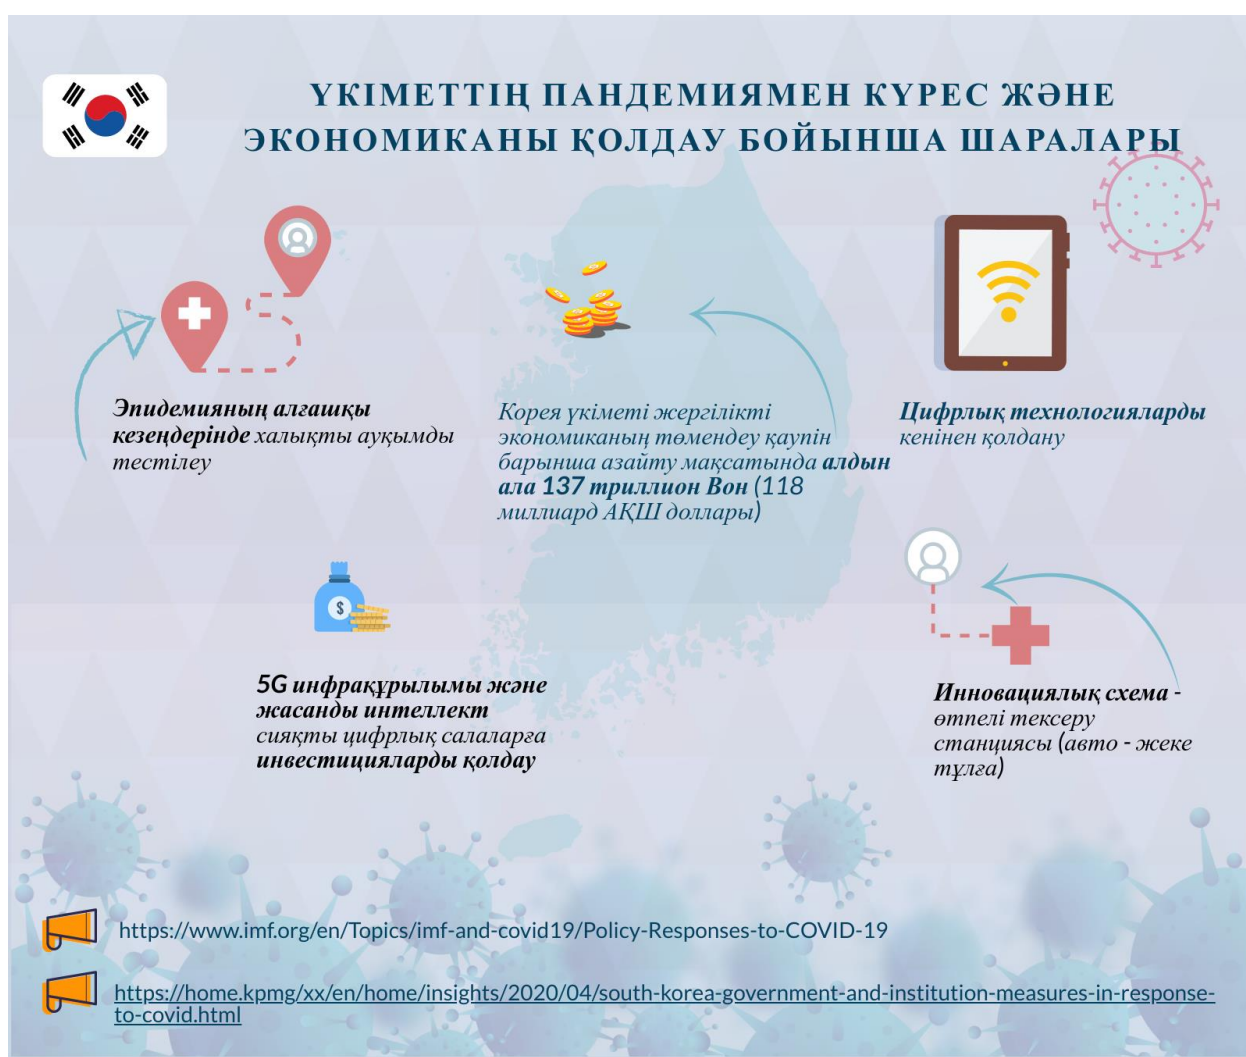 ҮКІМЕТТІҢ ПАНДЕМИЯМЕН КҮРЕС ЖӘНЕ
ЭКОНОМИКАНЫ ҚОЛДАУ БОЙЫНША ШАРАЛАРЫ
Эпидемияның алғашқы
кезеңдерінде халықты ауқымды
тестілеу
Корея үкіметі жергілікті
экономиканың төмендеу қаупін
барынша азайту мақсатында алдын
ала 137 триллион Вон (118
миллиард АҚШ доллары)
Цифрлық технологияларды
кенінен қолдану
5G инфрақұрылымы және
жасанды интеллект
сияқты цифрлық салаларға
инвестицияларды қолдау
Инновациялық схема -
өтпелі тексеру
станциясы (авто - жеке
тұлға)
https://www.imf.org/en/Topics/imf-and-covid19/Policy-Responses-to-COVID-19
https://home.kpmg/xx/en/home/insights/2020/04/south-korea-government-and-institution-measures-in-response-
to-covid.html